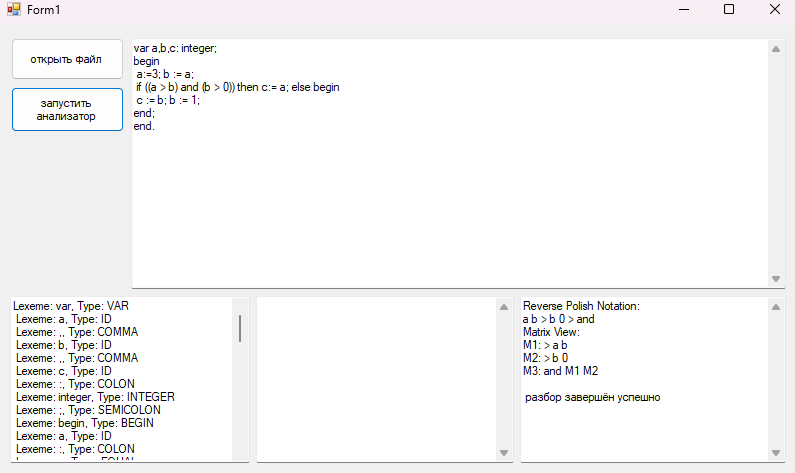 Form1
открыть файл
запустить
анализатор
var a,b,c: integer;
begin
a:=3; b := a;
if ((a > b) and (b > 0)) then c:= a; else begin
c := b; b := 1;
end;
end.
Lexeme: var, Type: VAR
Lexeme: a, Type: ID
Lexeme: ,, Type: COMMA
Lexeme: b, Type: ID
Lexeme: ,, Type: COMMA
Lexeme: c, Type: ID
Lexeme: :, Type: COLON
Lexeme: integer, Type: INTEGER
Lexeme: ;, Type: SEMICOLON
Lexeme: begin, Type: BEGIN
Lexeme: a, Type: ID
Lexeme: :, Type: COLON
Reverse Polish Notation:
a b > b 0 > and
Matrix View:
M1: > a b
M2: > b 0
M3: and M1 M2
разбор завершён успешно